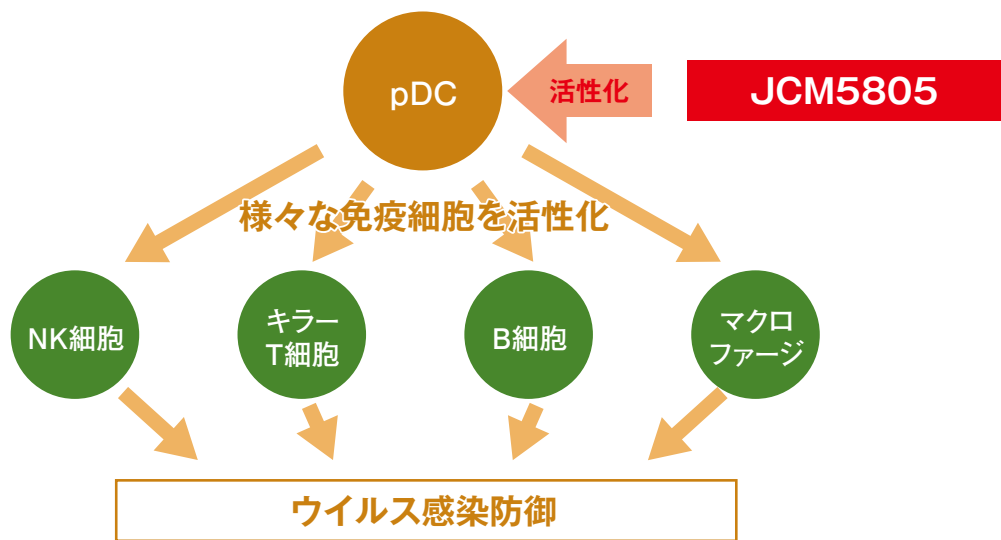 pDC
活性化
JCM5805
様々な免疫細胞を活性化
NK細胞
キラー
T細胞
B細胞
マクロ
ファージ
ウイルス感染防御